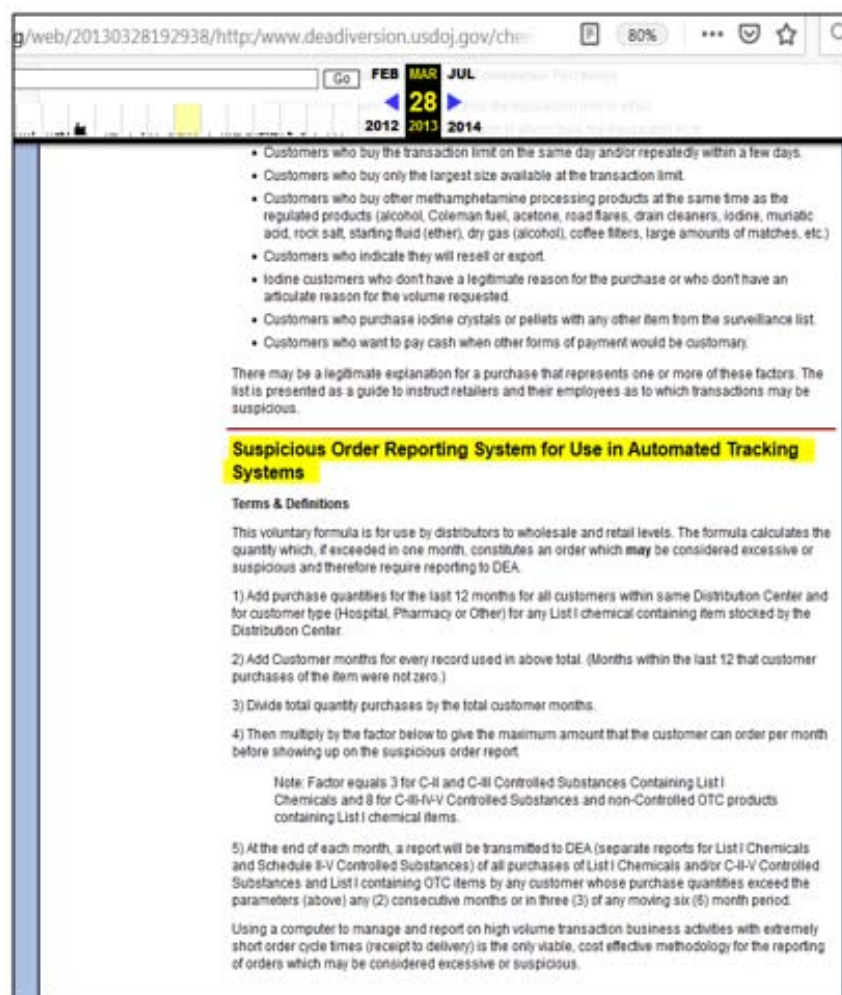 g/web/20130328192938/http:/www.deadiversion.usdoj.gov/che
80%
Go
FEB MAR JUL
28
2012 2013 2014
• Customers who buy the transaction limit on the same day and/or repeatedly within a few days.
• Customers who buy only the largest size available at the transaction limit.
• Customers who buy other methamphetamine processing products at the same time as the
regulated products (alcohol, Coleman fuel, acetone, road flares, drain cleaners, iodine, muriatic
acid, rock salt, starting fluid (ether), dry gas (alcohol), coffee filters, large amounts of matches, etc.)
• Customers who indicate they will resell or export.
• Iodine customers who don't have a legitimate reason for the purchase or who don't have an
articulate reason for the volume requested.
• Customers who purchase iodine crystals or pellets with any other item from the surveillance list.
• Customers who want to pay cash when other forms of payment would be customary.
There may be a legitimate explanation for a purchase that represents one or more of these factors. The
list is presented as a guide to instruct retailers and their employees as to which transactions may be
suspicious.
Suspicious Order Reporting System for Use in Automated Tracking
Systems
Terms & Definitions
This voluntary formula is for use by distributors to wholesale and retail levels. The formula calculates the
quantity which, if exceeded in one month, constitutes an order which may be considered excessive or
suspicious and therefore require reporting to DEA.
1) Add purchase quantities for the last 12 months for all customers within same Distribution Center and
for customer type (Hospital, Pharmacy or Other) for any List I chemical containing item stocked by the
Distribution Center.
2) Add Customer months for every record used in above total. (Months within the last 12 that customer
purchases of the item were not zero.)
3) Divide total quantity purchases by the total customer months.
4) Then multiply by the factor below to give the maximum amount that the customer can order per month
before showing up on the suspicious order report.
Note: Factor equals 3 for C-II and C-III Controlled Substances Containing List I
Chemicals and 8 for C-III-IV-V Controlled Substances and non-Controlled OTC products
containing List I chemical items.
5) At the end of each month, a report will be transmitted to DEA (separate reports for List I Chemicals
and Schedule II-V Controlled Substances) of all purchases of List I Chemicals and/or C-II-V Controlled
Substances and List I containing OTC items by any customer whose purchase quantities exceed the
parameters (above) any (2) consecutive months or in three (3) of any moving six (6) month period.
Using a computer to manage and report on high volume transaction business activities with extremely
short order cycle times (receipt to delivery) is the only viable, cost effective methodology for the reporting
of orders which may be considered excessive or suspicious.